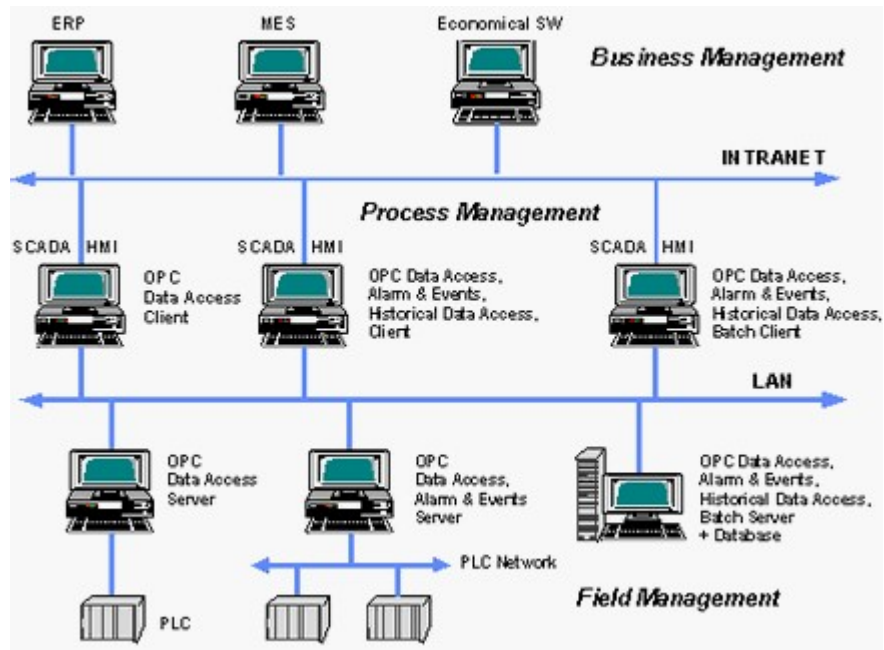 ERP
MES
Economical SW
Business Management
INTRANET
Process Management
SCADA HMI
OPC
Data Access
Client
SCADA HMI
OPC Data Access,
Alarm & Events,
Historical Data Access,
Client
SCADA HMI
OPC Data Access,
Alarm & Events,
Historical Data Access,
Batch Client
LAN
OPC
Data Access
Server
OPC
Data Access,
Alarm & Events
Server
OPC Data Access,
Alarm & Events,
Historical Data Access,
Batch Server
+ Database
PLC Network
Field Management
PLC